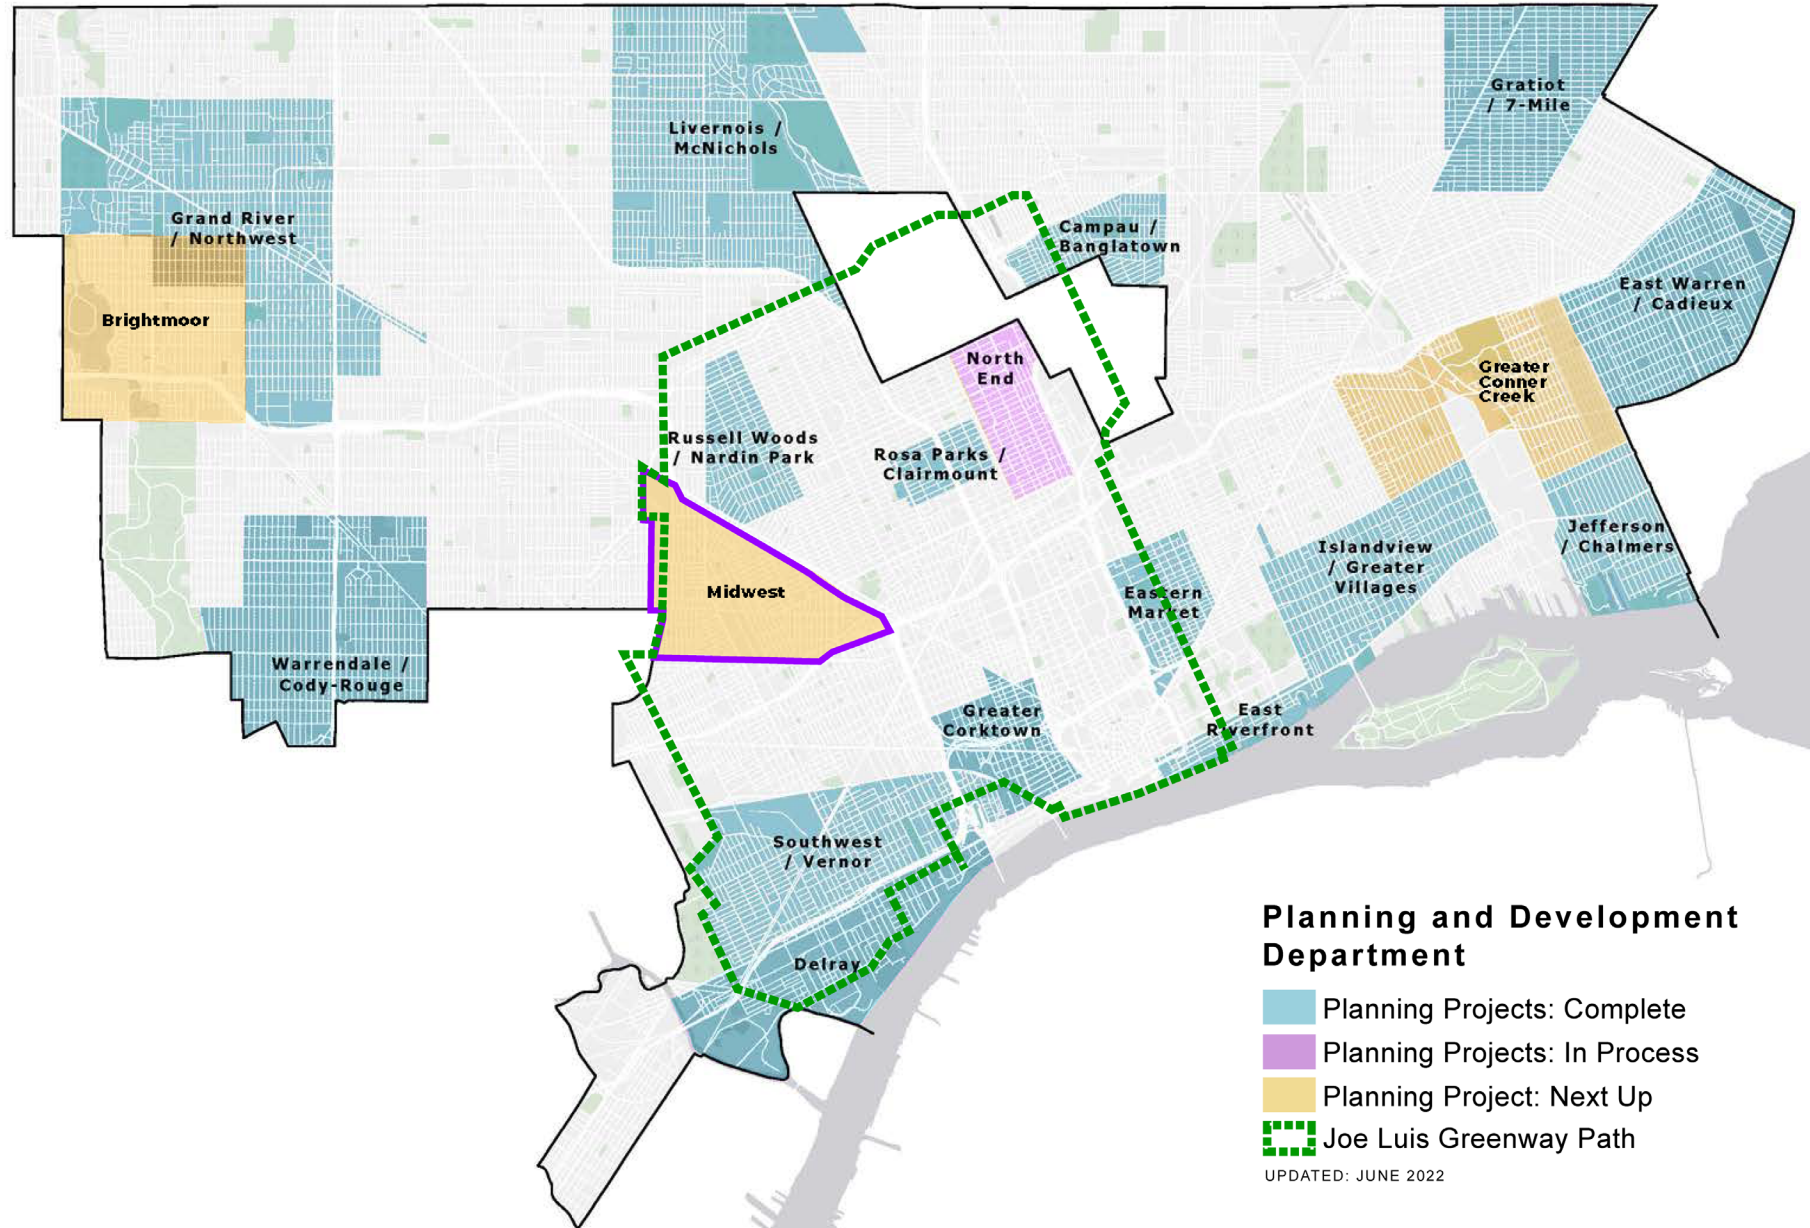 Gratiot
/ 7-Mile
Livernois /
McNichols
Grand River
/ Northwest
Campau /
Banglatown
East Warren
/ Cadieux
Brightmoor
North
End
Greater
Conner
Creek
Russell Woods
/ Nardin Park
Rosa Parks /
Clairmount
Jefferson
/ Chalmers
Islandview
/ Greater
Villages
Midwest
Eastern
Market
Warrendale /
Cody-Rouge
Greater
Corktown
East
Riverfront
Southwest
/ Vernor
Delray
Planning and Development
Department
Planning Projects: Complete
Planning Projects: In Process
Planning Project: Next Up
Joe Luis Greenway Path
UPDATED: JUNE 2022